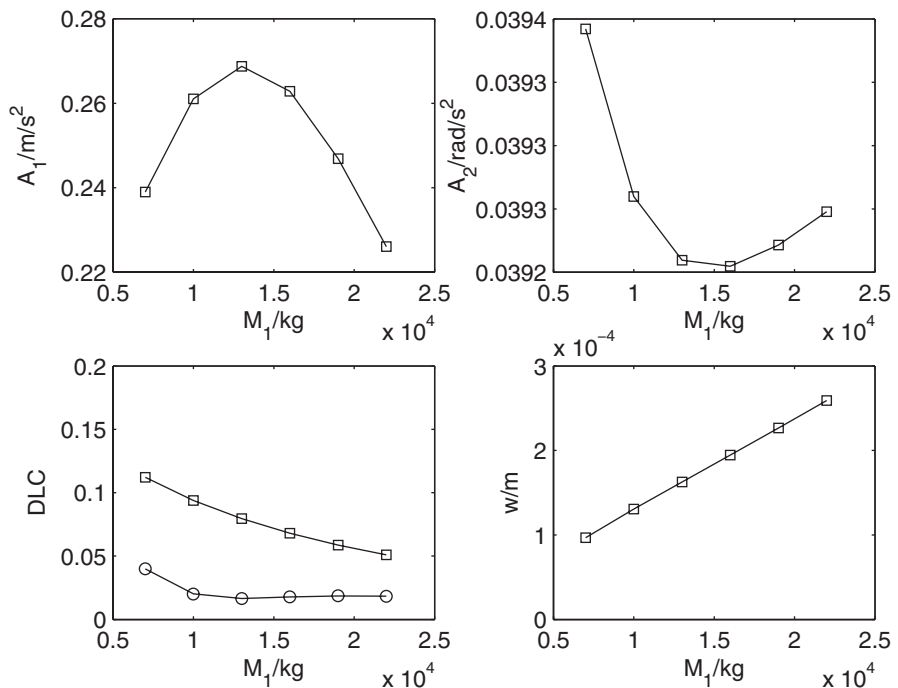 0.28
0.26
0.24
0.22
A1/m/s2
0.5 1 1.5 2 2.5
M1/kg
x 10^4
0.0394
0.0393
0.0393
0.0393
0.0392
A2/rad/s2
0.5 1 1.5 2 2.5
M1/kg
x 10^4
0.2
0.15
0.1
0.05
0
DLC
0.5 1 1.5 2 2.5
M1/kg
x 10^4
x 10^−4
3
2
1
0
w/m
0.5 1 1.5 2 2.5
M1/kg
x 10^4